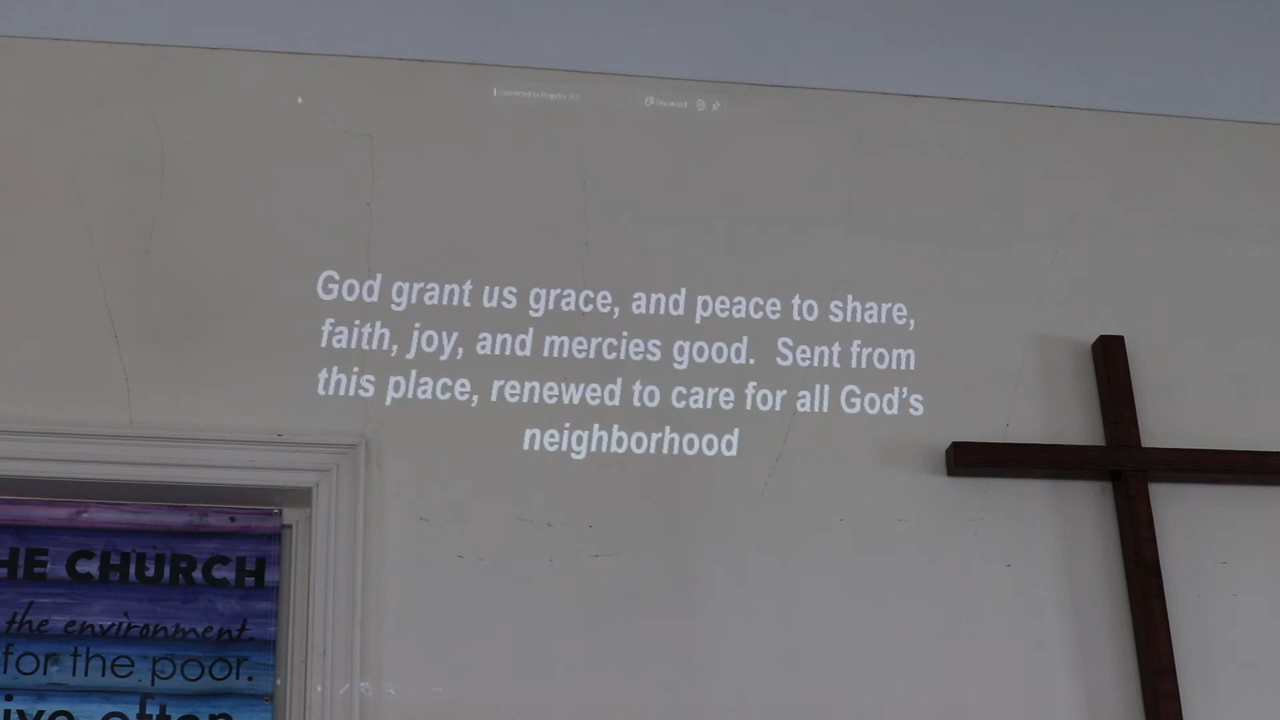 God grant us grace, and peace to share,
faith, joy, and mercies good. Sent from
this place, renewed to care for all God's
neighborhood
HE CHURCH
the environment.
for the poor.